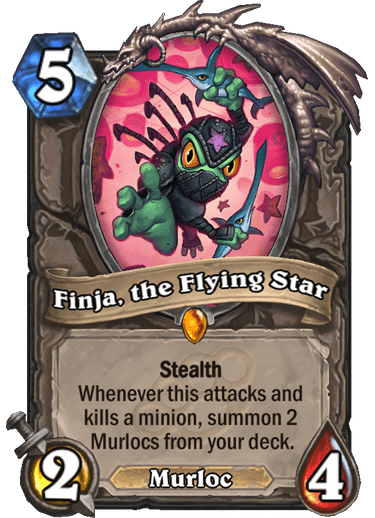 5
Finja, the Flying Star
Stealth
Whenever this attacks and
kills a minion, summon 2
Murlocs from your deck.
2
Murloc
4